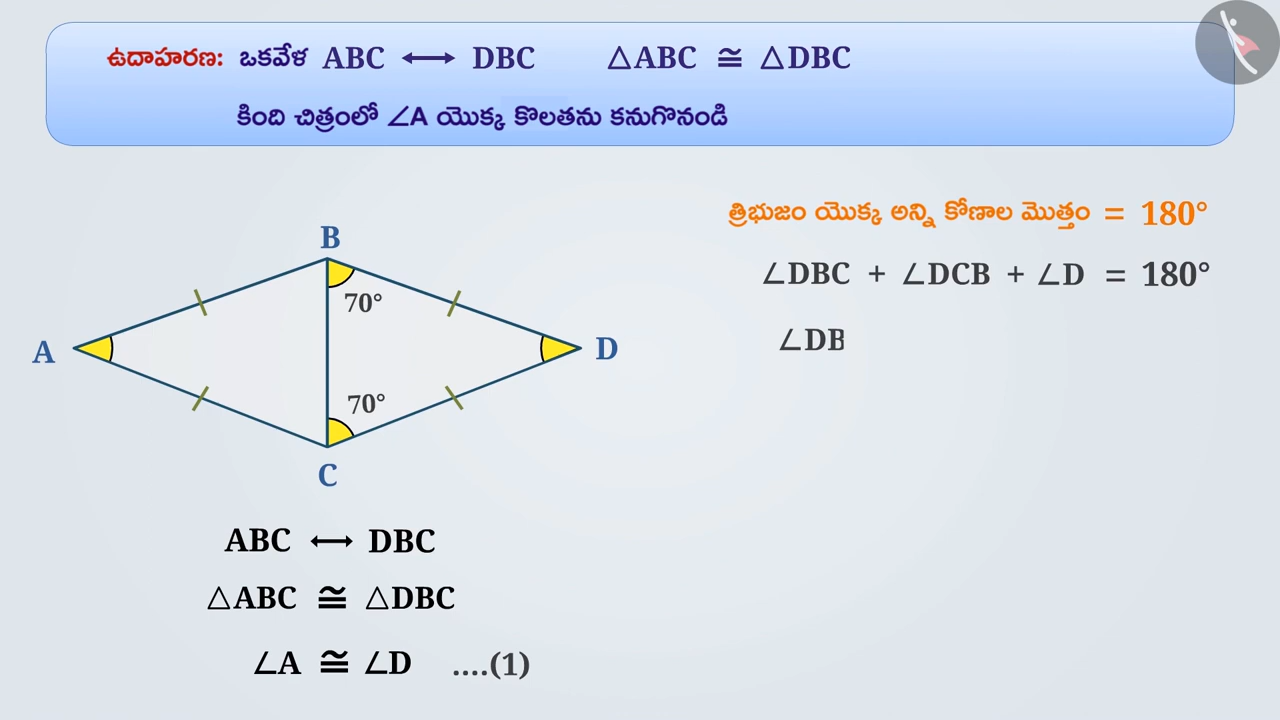 ఉదాహరణ: ఒకవేళ ABC ⟷ DBC △ABC ≅ △DBC
కింది చిత్రంలో ∠A యొక్క కొలతను కనుగొనండి
త్రిభుజం యొక్క అన్ని కోణాల మొత్తం = 180°
∠DBC + ∠DCB + ∠D = 180°
∠DB
B
70°
A
D
70°
C
ABC ⟷ DBC
△ABC ≅ △DBC
∠A ≅ ∠D ....(1)